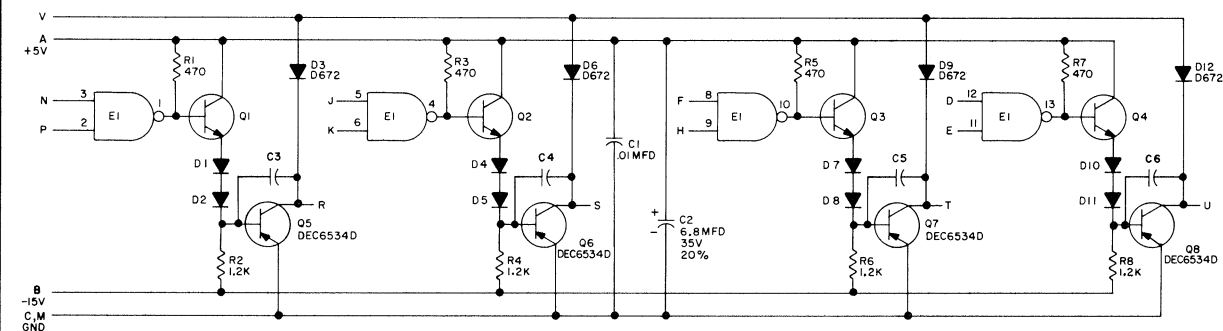 V
A
+5V
R1
470
D3
D672
R3
470
D6
D672
R5
470
D9
D672
R7
470
D12
D672
N
3
P
2
E1
1
Q1
J
5
K
6
E1
4
Q2
F
8
H
9
E1
10
Q3
D
12
E
11
E1
13
Q4
C1
.01MFD
D1
D2
C3
R
D4
D5
C4
S
D7
D8
C5
T
D10
D11
C6
U
Q5
DEC6534D
Q6
DEC6534D
+
-
C2
6.8MFD
35V
20%
Q7
DEC6534D
Q8
DEC6534D
R2
1.2K
R4
1.2K
R6
1.2K
R8
1.2K
B
-15V
C,M
GND